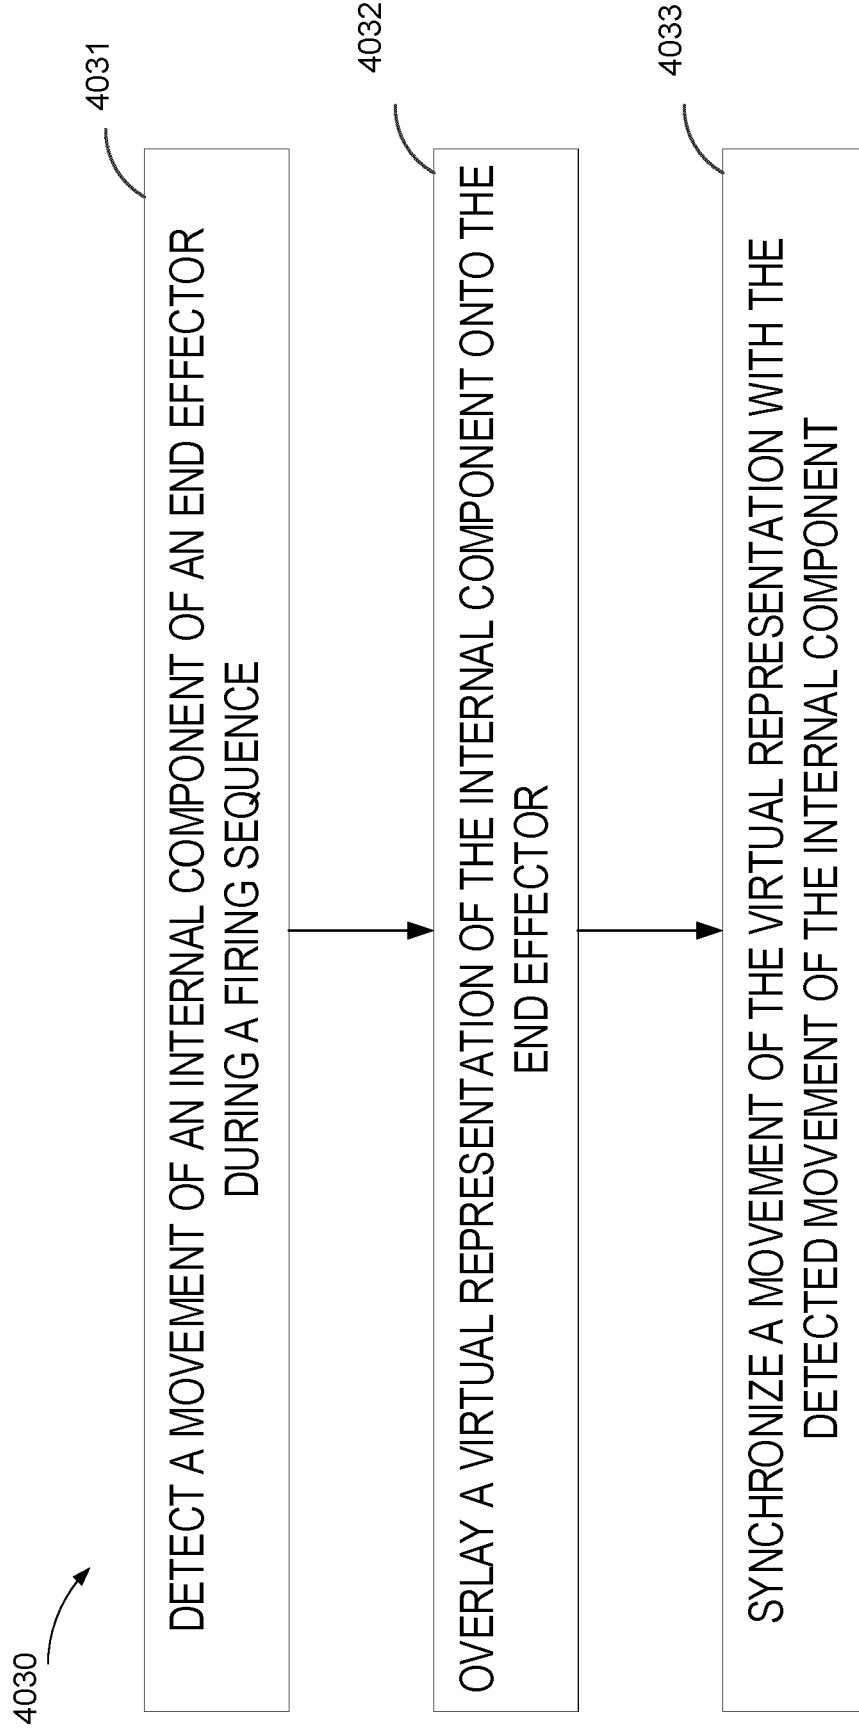 4030
4031
DETECT A MOVEMENT OF AN INTERNAL COMPONENT OF AN END EFFECTOR
DURING A FIRING SEQUENCE
4032
OVERLAY A VIRTUAL REPRESENTATION OF THE INTERNAL COMPONENT ONTO THE
END EFFECTOR
4033
SYNCHRONIZE A MOVEMENT OF THE VIRTUAL REPRESENTATION WITH THE
DETECTED MOVEMENT OF THE INTERNAL COMPONENT